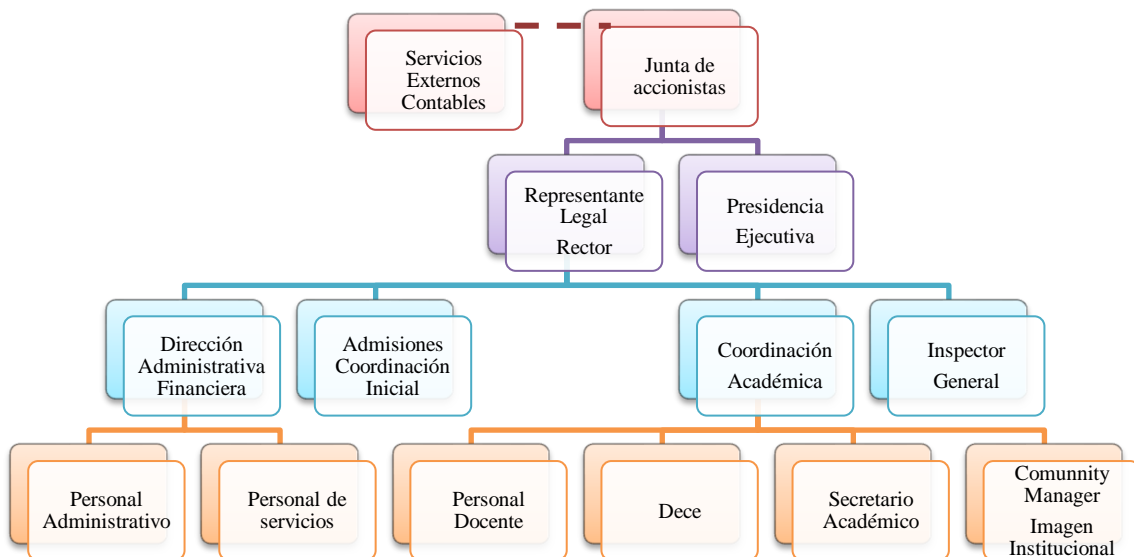 Servicios
Externos
Contables
Junta de
accionistas
Representante
Legal
Rector
Presidencia
Ejecutiva
Dirección
Administrativa
Financiera
Admisiones
Coordinación
Inicial
Coordinación
Académica
Inspector
General
Personal
Administrativo
Personal de
servicios
Personal
Docente
Dece
Secretario
Académico
Comunnity
Manager
Imagen
Institucional